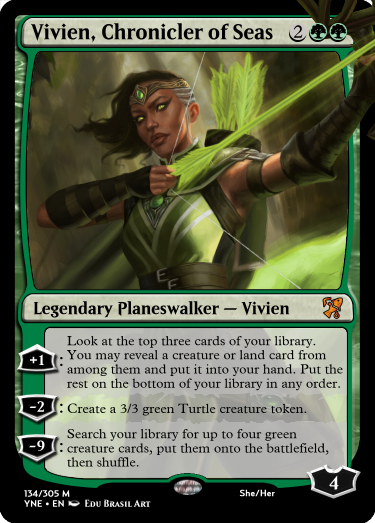 Vivien, Chronicler of Seas 2
Legendary Planeswalker — Vivien
Look at the top three cards of your library.
+1: You may reveal a creature or land card from
among them and put it into your hand. Put the
rest on the bottom of your library in any order.
−2: Create a 3/3 green Turtle creature token.
Search your library for up to four green
−9: creature cards, put them onto the battlefield,
then shuffle.
134/305 M She/Her 4
YNE • EN Edu Brasil Art